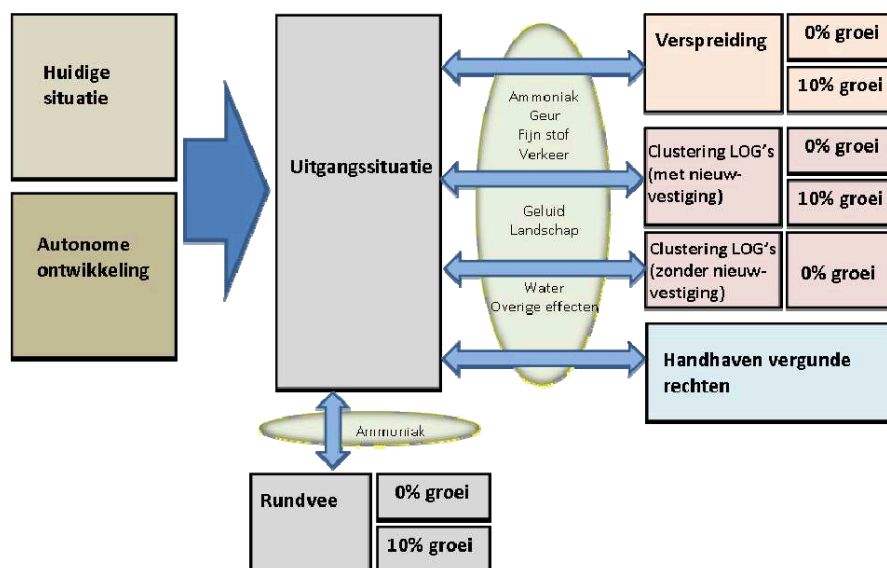 Huidige
situatie
Autonome
ontwikkeling
Uitgangssituatie
Ammoniak
Geur
Fijn stof
Verkeer
Geluid
Landschap
Water
Overige effecten
Verspreiding
0% groei
10% groei
Clustering LOG's
(met nieuw-
vestiging)
0% groei
10% groei
Clustering LOG's
(zonder nieuw-
vestiging)
0% groei
Handhaven vergunde
rechten
Ammoniak
Rundvee
0% groei
10% groei